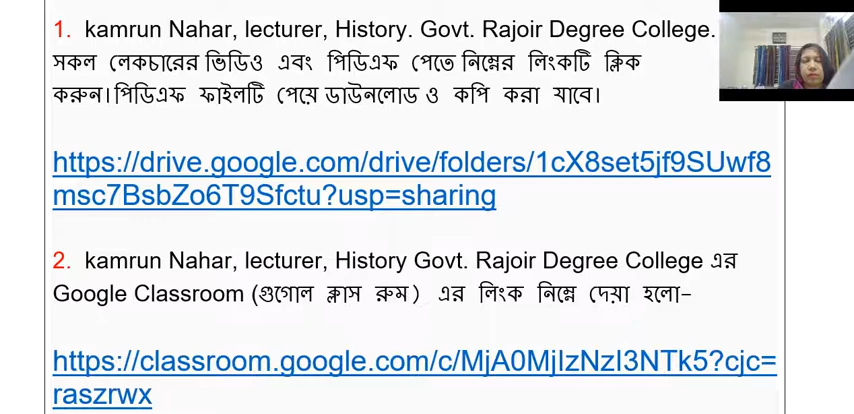 1. kamrun Nahar, lecturer, History. Govt. Rajoir Degree College.
সকল লেকচারের ভিডিও এবং পিডিএফ পেতে নিম্নের লিংকটি ক্লিক
করুন। পিডিএফ ফাইলটি পেয়ে ডাউনলোড ও কপি করা যাবে।
https://drive.google.com/drive/folders/1cX8set5jf9SUwf8
msc7BsbZo6T9Sfctu?usp=sharing
2. kamrun Nahar, lecturer, History Govt. Rajoir Degree College এর
Google Classroom (গুগোল ক্লাস রুম) এর লিংক নিম্নে দেয়া হলো-
https://classroom.google.com/c/MjA0MjIzNzI3NTk5?cjc=
raszrwx